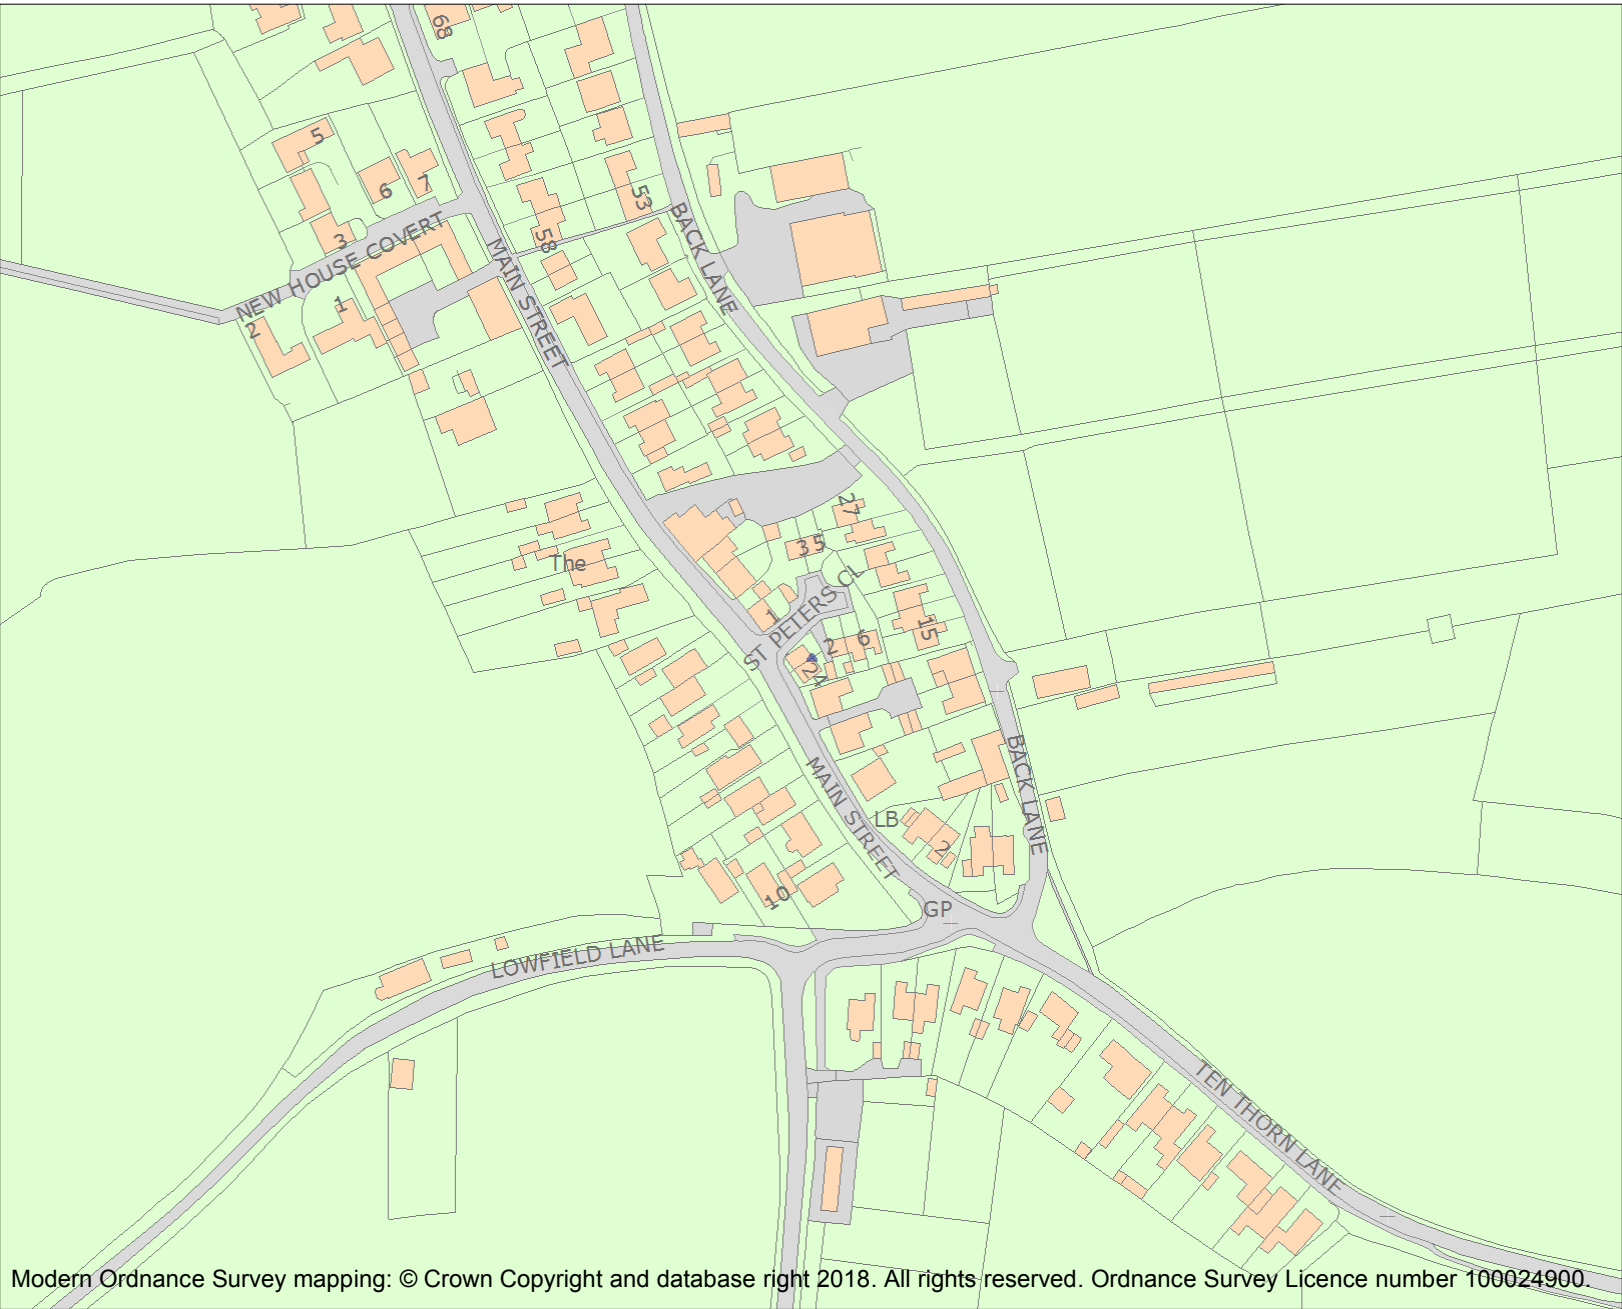 68
5
6
7
53
BACK LANE
3
58
NEW HOUSE COVERT
MAIN STREET
1
2
27
3 5
The
ST PETERS CL
1
15
2
6
24
BACK LANE
MAIN STREET
LB
2
10
GP
LOWFIELD LANE
TEN THORN LANE
Modern Ordnance Survey mapping: © Crown Copyright and database right 2018. All rights reserved. Ordnance Survey Licence number 100024900.